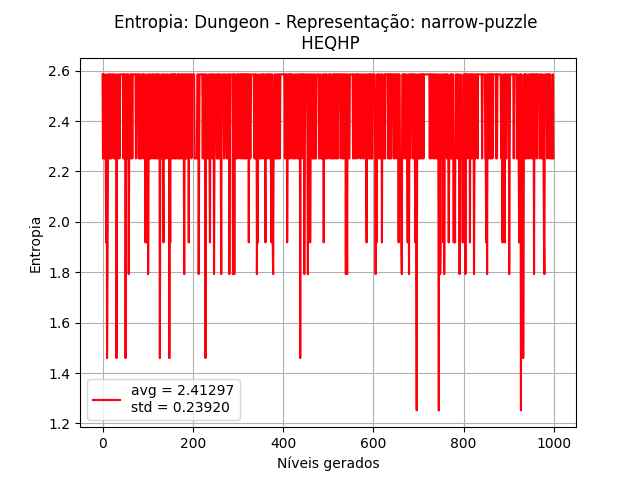 Entropia: Dungeon - Representação: narrow-puzzle
HEQHP
2.6
2.4
2.2
2.0
1.8
1.6
1.4
1.2
Entropia
avg = 2.41297
std = 0.23920
0 200 400 600 800 1000
Níveis gerados